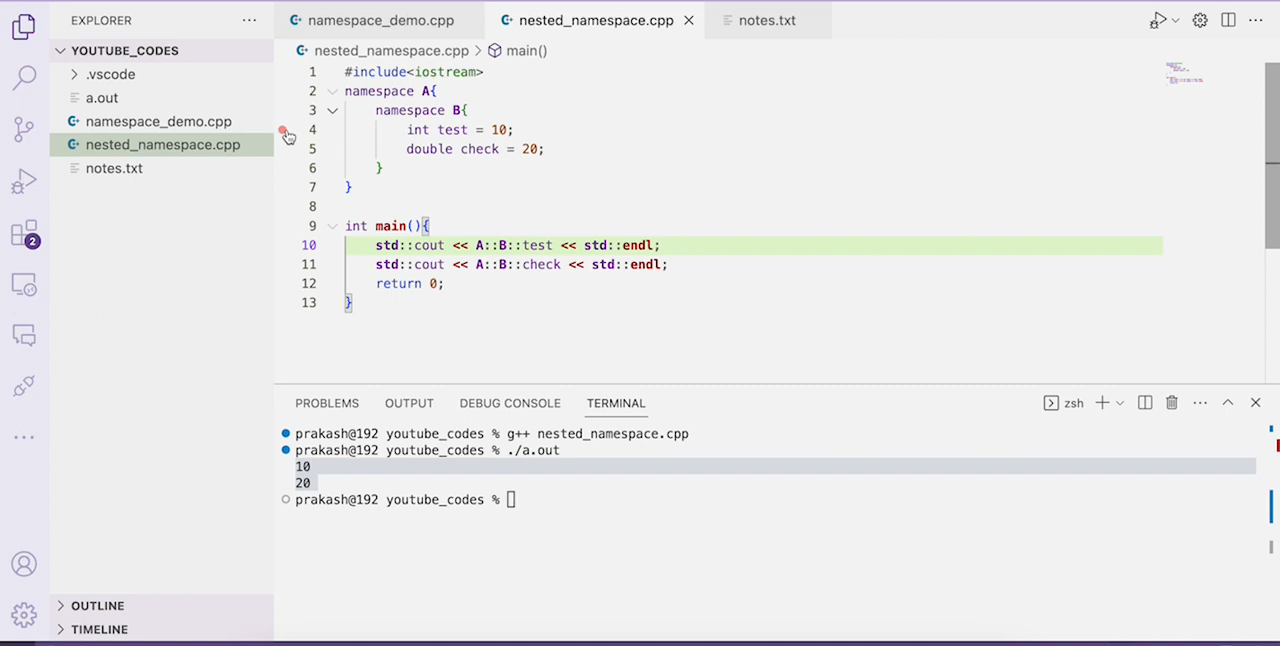 EXPLORER
YOUTUBE_CODES
.vscode
a.out
namespace_demo.cpp
nested_namespace.cpp
notes.txt
2
OUTLINE
TIMELINE
namespace_demo.cpp nested_namespace.cpp notes.txt
nested_namespace.cpp > main()
1 #include<iostream>
2 namespace A{
3 namespace B{
4 int test = 10;
5 double check = 20;
6 }
7 }
8
9 int main(){
10 std::cout << A::B::test << std::endl;
11 std::cout << A::B::check << std::endl;
12 return 0;
13 }
PROBLEMS OUTPUT DEBUG CONSOLE TERMINAL zsh
prakash@192 youtube_codes % g++ nested_namespace.cpp
prakash@192 youtube_codes % ./a.out
10
20
prakash@192 youtube_codes %